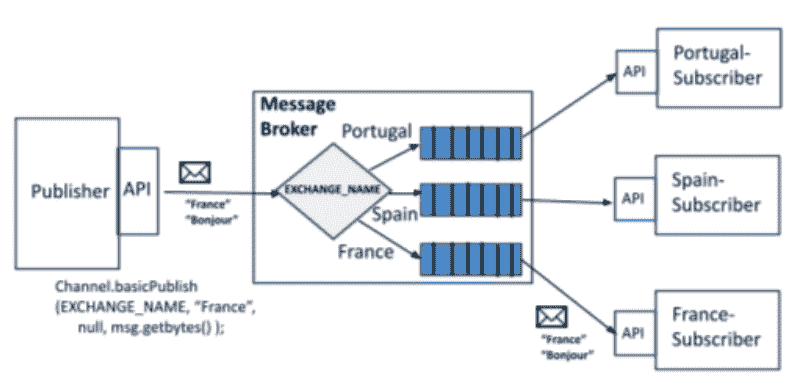 Message
Broker
Publisher
API
"France"
"Bonjour"
EXCHANGE_NAME
Portugal
Spain
France
API
Portugal-
Subscriber
API
Spain-
Subscriber
Channel.basicPublish
(EXCHANGE_NAME, "France",
null, msg.getbytes() );
"France"
"Bonjour"
API
France-
Subscriber